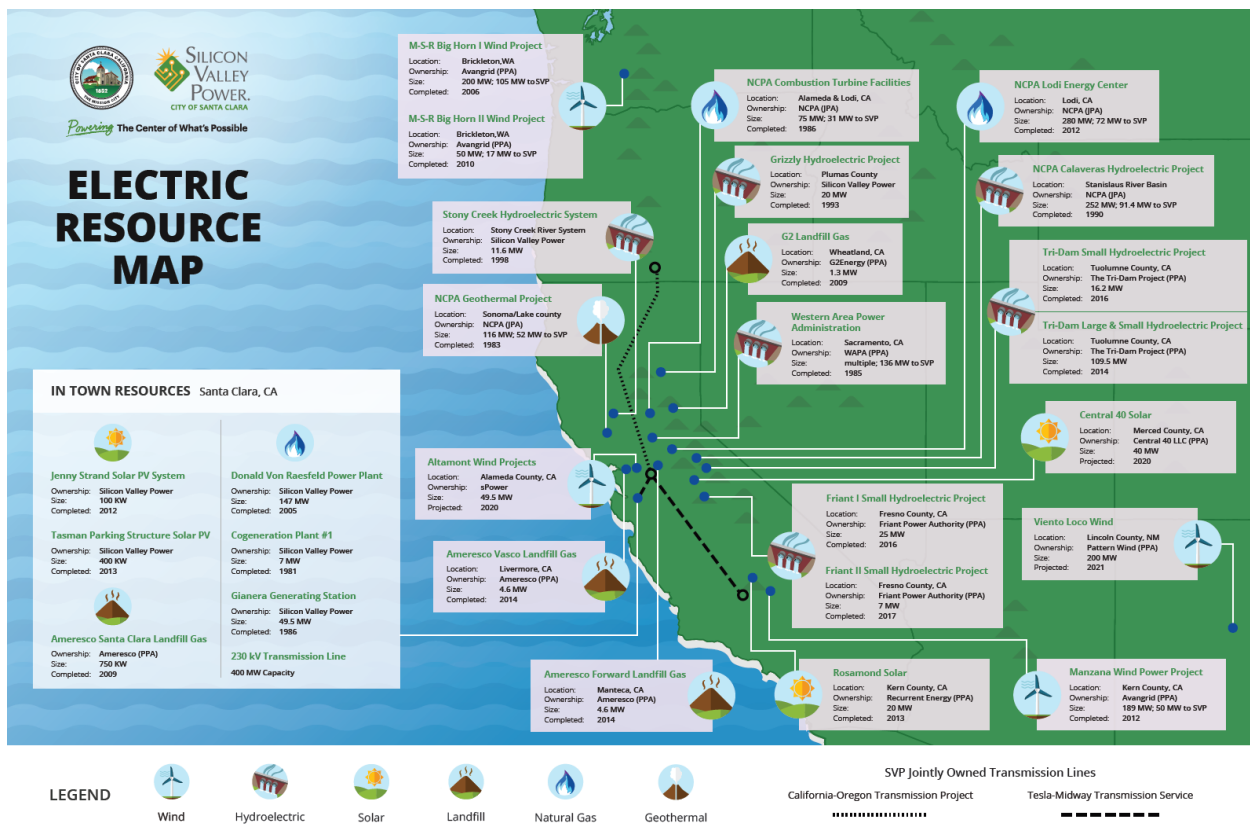 CITY OF SANTA CLARA CALIFORNIA
1852
THE MISSION CITY
SILICON
VALLEY
POWER®
CITY OF SANTA CLARA
Powering The Center of What's Possible
ELECTRIC
RESOURCE
MAP
M-S-R Big Horn I Wind Project
Location: Brickleton,WA
Ownership: Avangrid (PPA)
Size: 200 MW; 105 MW to SVP
Completed: 2006
M-S-R Big Horn II Wind Project
Location: Brickleton,WA
Ownership: Avangrid (PPA)
Size: 50 MW; 17 MW to SVP
Completed: 2010
NCPA Combustion Turbine Facilities
Location: Alameda & Lodi, CA
Ownership: NCPA (JPA)
Size: 75 MW; 31 MW to SVP
Completed: 1986
NCPA Lodi Energy Center
Location: Lodi, CA
Ownership: NCPA (JPA)
Size: 280 MW; 72 MW to SVP
Completed: 2012
Grizzly Hydroelectric Project
Location: Plumas County
Ownership: Silicon Valley Power
Size: 20 MW
Completed: 1993
NCPA Calaveras Hydroelectric Project
Location: Stanislaus River Basin
Ownership: NCPA (JPA)
Size: 252 MW; 91.4 MW to SVP
Completed: 1990
Stony Creek Hydroelectric System
Location: Stony Creek River System
Ownership: Silicon Valley Power
Size: 11.6 MW
Completed: 1998
G2 Landfill Gas
Location: Wheatland, CA
Ownership: G2Energy (PPA)
Size: 1.3 MW
Completed: 2009
Tri-Dam Small Hydroelectric Project
Location: Tuolumne County, CA
Ownership: The Tri-Dam Project (PPA)
Size: 16.2 MW
Completed: 2016
Tri-Dam Large & Small Hydroelectric Project
Location: Tuolumne County, CA
Ownership: The Tri-Dam Project (PPA)
Size: 109.5 MW
Completed: 2014
NCPA Geothermal Project
Location: Sonoma/Lake county
Ownership: NCPA (JPA)
Size: 116 MW; 52 MW to SVP
Completed: 1983
Western Area Power
Administration
Location: Sacramento, CA
Ownership: WAPA (PPA)
Size: multiple; 136 MW to SVP
Completed: 1985
IN TOWN RESOURCES Santa Clara, CA
Jenny Strand Solar PV System
Ownership: Silicon Valley Power
Size: 100 KW
Completed: 2012
Tasman Parking Structure Solar PV
Ownership: Silicon Valley Power
Size: 400 KW
Completed: 2013
Ameresco Santa Clara Landfill Gas
Ownership: Ameresco (PPA)
Size: 750 KW
Completed: 2009
Donald Von Raesfeld Power Plant
Ownership: Silicon Valley Power
Size: 147 MW
Completed: 2005
Cogeneration Plant #1
Ownership: Silicon Valley Power
Size: 7 MW
Completed: 1981
Gianera Generating Station
Ownership: Silicon Valley Power
Size: 49.5 MW
Completed: 1986
230 kV Transmission Line
400 MW Capacity
Central 40 Solar
Location: Merced County, CA
Ownership: Central 40 LLC (PPA)
Size: 40 MW
Projected: 2020
Altamont Wind Projects
Location: Alameda County, CA
Ownership: sPower
Size: 49.5 MW
Projected: 2020
Friant I Small Hydroelectric Project
Location: Fresno County, CA
Ownership: Friant Power Authority (PPA)
Size: 25 MW
Completed: 2016
Friant II Small Hydroelectric Project
Location: Fresno County, CA
Ownership: Friant Power Authority (PPA)
Size: 7 MW
Completed: 2017
Viento Loco Wind
Location: Lincoln County, NM
Ownership: Pattern Wind (PPA)
Size: 200 MW
Projected: 2021
Ameresco Vasco Landfill Gas
Location: Livermore, CA
Ownership: Ameresco (PPA)
Size: 4.6 MW
Completed: 2014
Ameresco Forward Landfill Gas
Location: Manteca, CA
Ownership: Ameresco (PPA)
Size: 4.6 MW
Completed: 2014
Rosamond Solar
Location: Kern County, CA
Ownership: Recurrent Energy (PPA)
Size: 20 MW
Completed: 2013
Manzana Wind Power Project
Location: Kern County, CA
Ownership: Avangrid (PPA)
Size: 189 MW; 50 MW to SVP
Completed: 2012
LEGEND
Wind
Hydroelectric
Solar
Landfill
Natural Gas
Geothermal
SVP Jointly Owned Transmission Lines
California-Oregon Transmission Project
Tesla-Midway Transmission Service